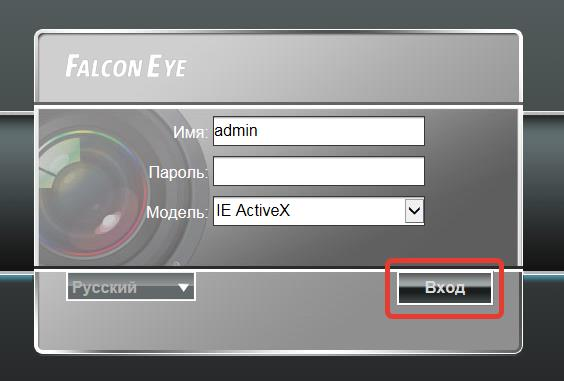 FALCON EYE
Имя: admin
Пароль:
Модель: IE ActiveX
Русский Вход